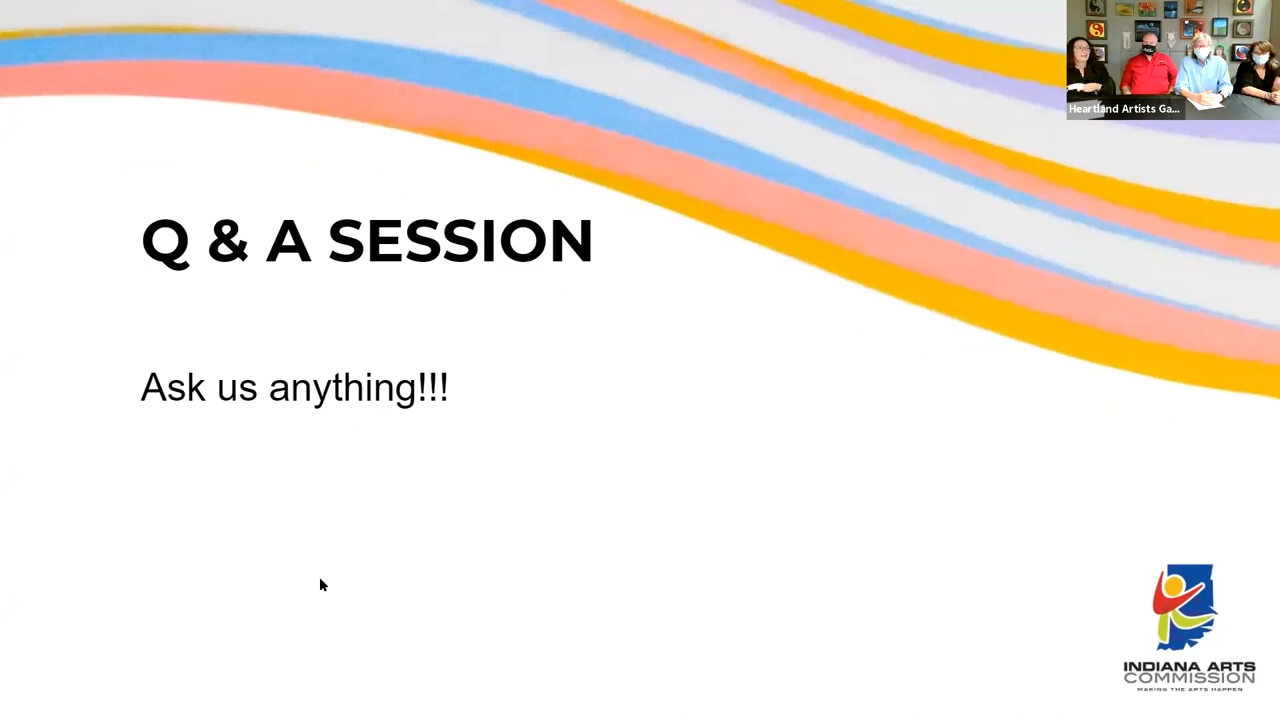 Heartland Artists Ga...
Q & A SESSION
Ask us anything!!!
INDIANA ARTS
COMMISSION
MAKING THE ARTS HAPPEN